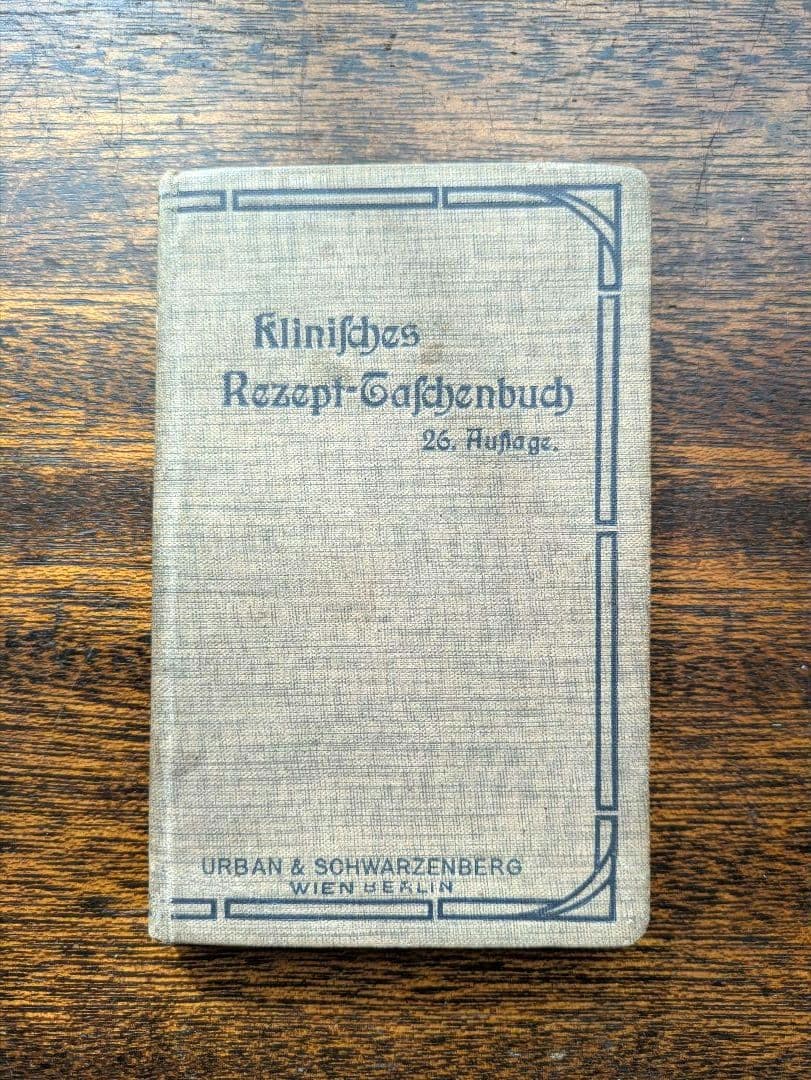 Kliniſches
Rezept-Taſchenbuch
26. Auflage.
URBAN & SCHWARZENBERG
WIEN BERLIN